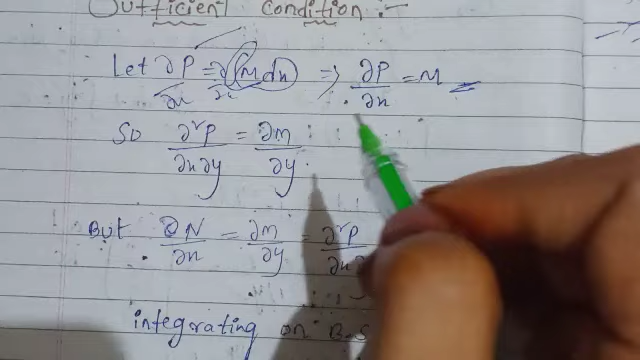 Sufficient Condition :-
Let ∂P/∂x = ∂/∂x (∫M dx) ⇒ ∂P/∂x = M
So ∂²P/∂x∂y = ∂m/∂y
But ∂N/∂x = ∂m/∂y = ∂²P/∂x
integrating on B.S